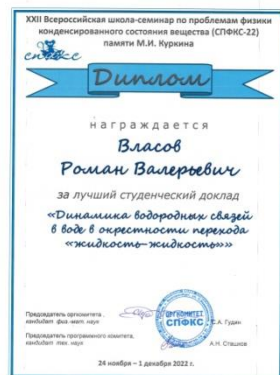 XXII Всероссийская школа-семинар по проблемам физики
конденсированного состояния вещества (СПФКС-22)
памяти М.И. Куркина
спфкс
Диплом
награждается
Власов
Роман Валерьевич
за лучший студенческий доклад
«Динамика водородных связей
в воде в окрестности перехода
«жидкость-жидкость»»
Председатель оргкомитета,
кандидат физ-мат. наук
С.А. Гудин
ОРГКОМИТЕТ
СПФКС
Председатель программного комитета,
кандидат тех. наук
А.Н. Сташков
24 ноября – 1 декабря 2022 г.